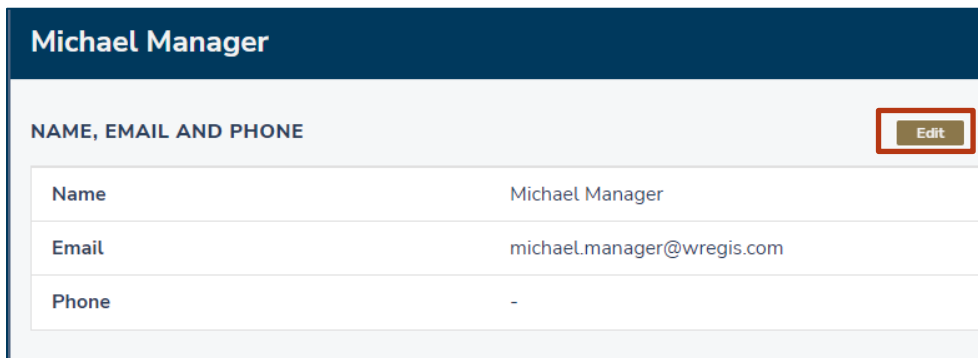 Michael Manager
NAME, EMAIL AND PHONE Edit
Name Michael Manager
Email michael.manager@wregis.com
Phone -